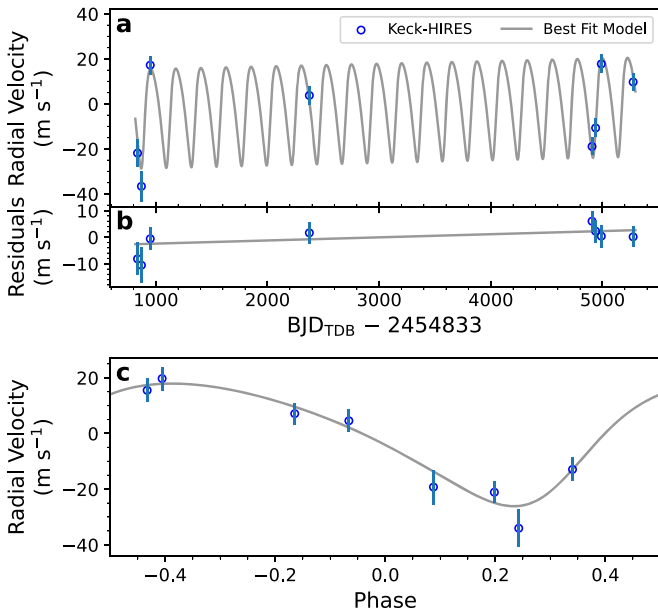 a
Keck-HIRES
Best Fit Model
Radial Velocity
(m s⁻¹)
40
20
0
−20
−40
b
Residuals
10
0
−10
1000
2000
3000
4000
5000
BJD_TDB − 2454833
c
Radial Velocity
(m s⁻¹)
20
0
−20
−40
−0.4
−0.2
0.0
0.2
0.4
Phase